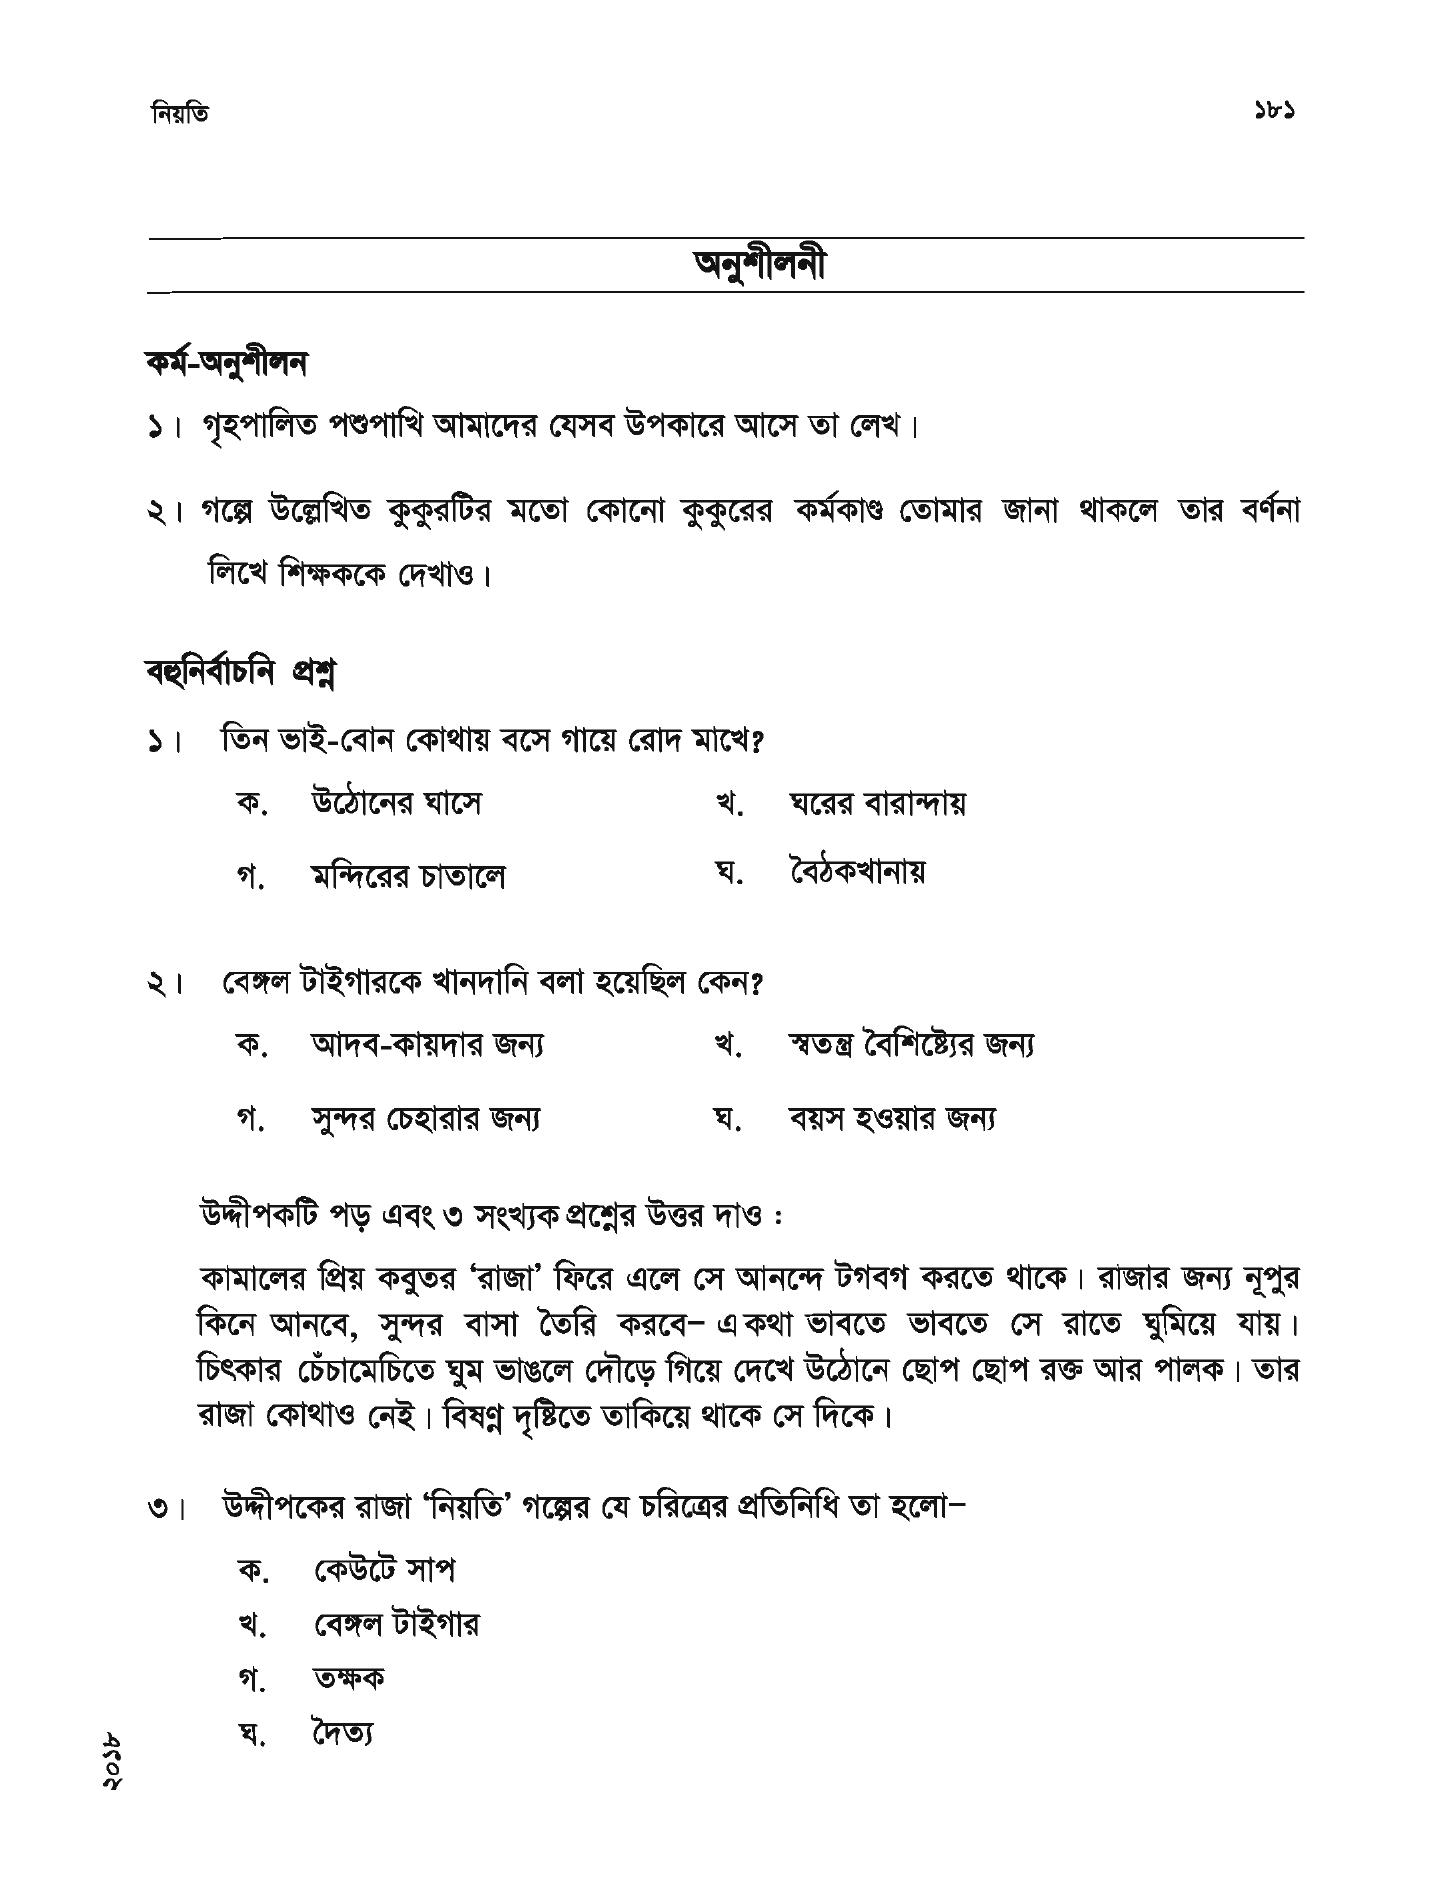 নিয়তি ১৮১
অনুশীলনী
কর্ম-অনুশীলন
১। গৃহপালিত পশুপাখি আমাদের যেসব উপকারে আসে তা লেখ।
২। গল্পে উল্লেখিত কুকুরটির মতো কোনো কুকুরের কর্মকাণ্ড তোমার জানা থাকলে তার বর্ণনা
লিখে শিক্ষককে দেখাও।
বহুনির্বাচনি প্রশ্ন
১। তিন ভাই-বোন কোথায় বসে গায়ে রোদ মাখে?
ক. উঠোনের ঘাসে খ. ঘরের বারান্দায়
গ. মন্দিরের চাতালে ঘ. বৈঠকখানায়
২। বেঙ্গল টাইগারকে খানদানি বলা হয়েছিল কেন?
ক. আদব-কায়দার জন্য খ. স্বতন্ত্র বৈশিষ্ট্যের জন্য
গ. সুন্দর চেহারার জন্য ঘ. বয়স হওয়ার জন্য
উদ্দীপকটি পড় এবং ৩ সংখ্যক প্রশ্নের উত্তর দাও :
কামালের প্রিয় কবুতর ‘রাজা’ ফিরে এলে সে আনন্দে টগবগ করতে থাকে। রাজার জন্য নূপুর
কিনে আনবে, সুন্দর বাসা তৈরি করবে– এ কথা ভাবতে ভাবতে সে রাতে ঘুমিয়ে যায়।
চিৎকার চেঁচামেচিতে ঘুম ভাঙলে দৌড়ে গিয়ে দেখে উঠোনে ছোপ ছোপ রক্ত আর পালক। তার
রাজা কোথাও নেই। বিষণ্ন দৃষ্টিতে তাকিয়ে থাকে সে দিকে।
৩। উদ্দীপকের রাজা ‘নিয়তি’ গল্পের যে চরিত্রের প্রতিনিধি তা হলো–
ক. কেউটে সাপ
খ. বেঙ্গল টাইগার
গ. তক্ষক
ঘ. দৈত্য
২০১৮